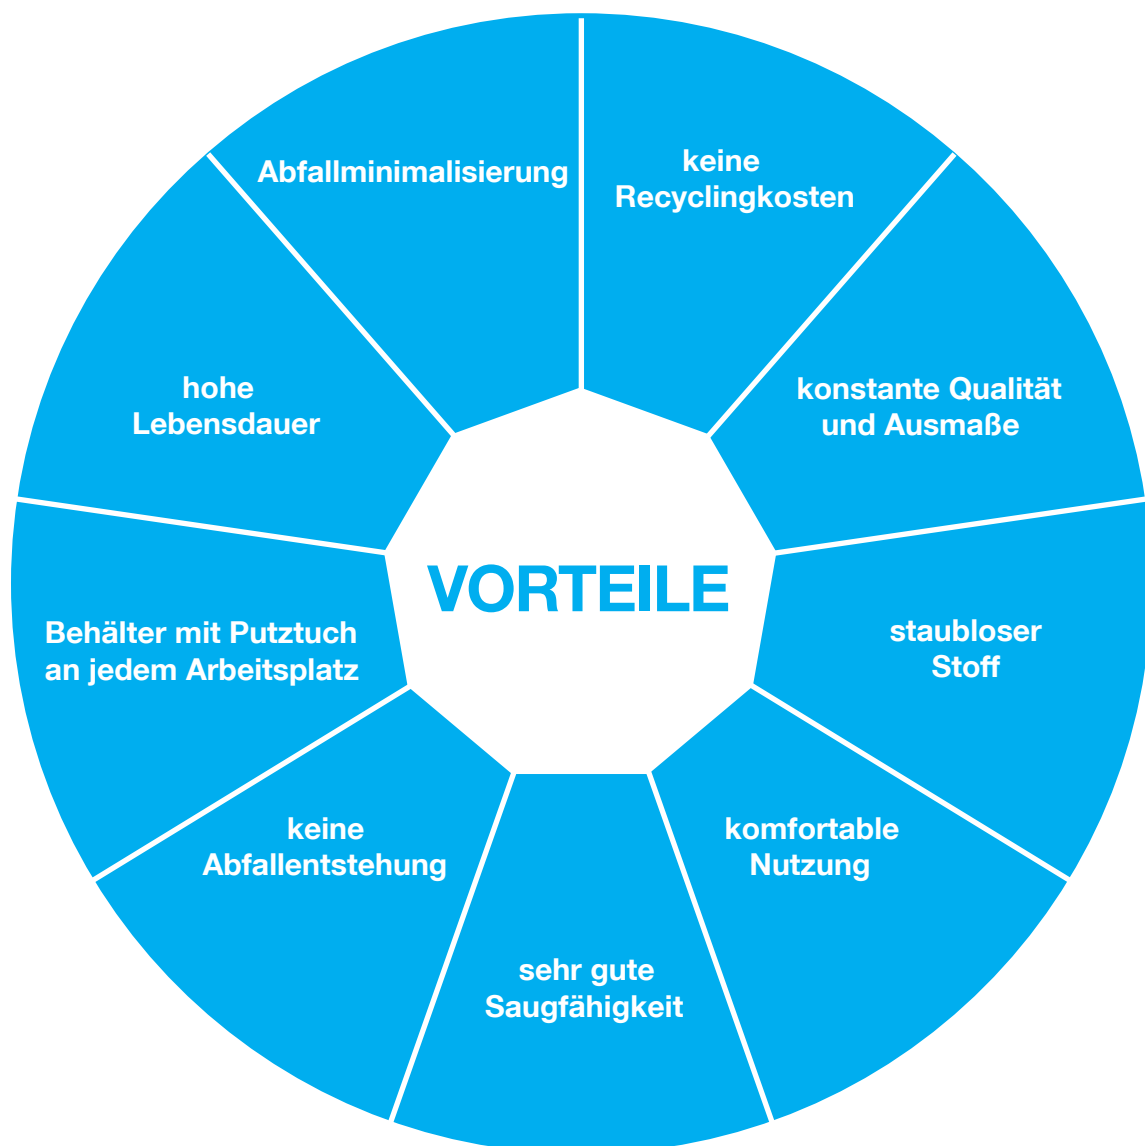 keine
Recyclingkosten
konstante Qualität
und Ausmaße
staubloser
Stoff
komfortable
Nutzung
sehr gute
Saugfähigkeit
keine
Abfallentstehung
Behälter mit Putztuch
an jedem Arbeitsplatz
hohe
Lebensdauer
Abfallminimalisierung
VORTEILE